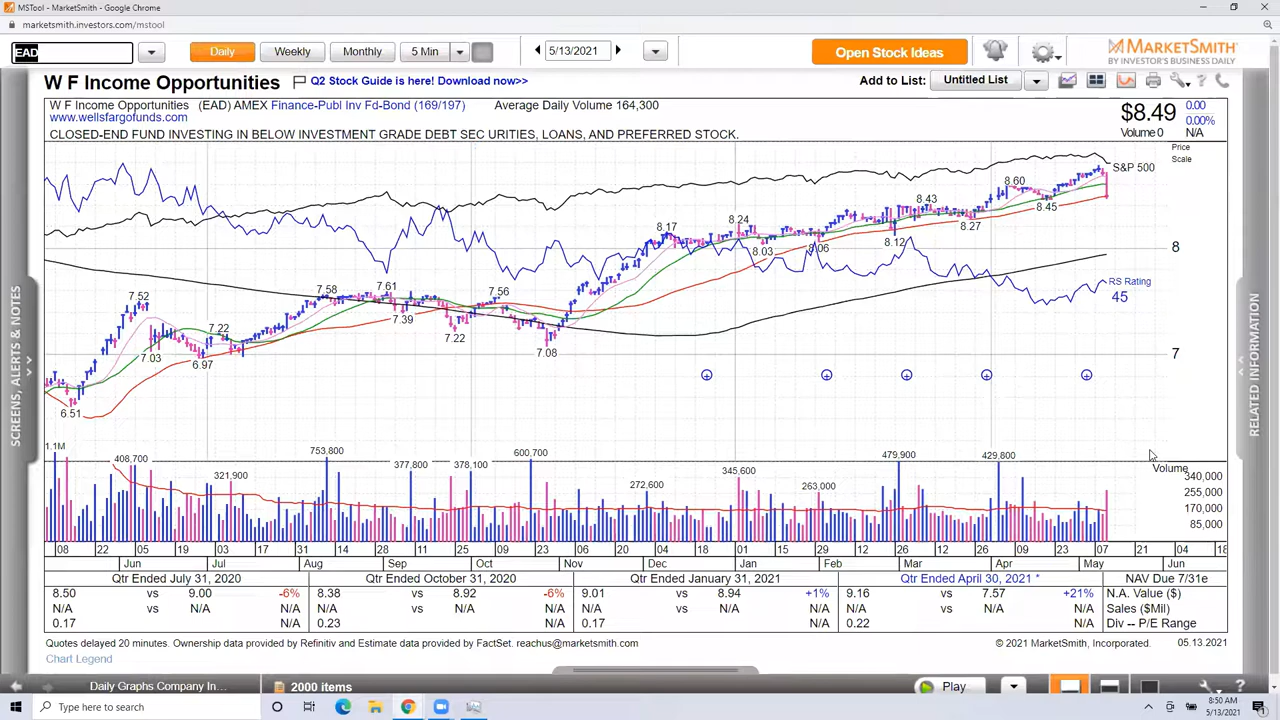 MSTool - MarketSmith - Google Chrome
marketsmith.investors.com/mstool
EAD Daily Weekly Monthly 5 Min 5/13/2021 Open Stock Ideas MARKETSMITH
BY INVESTOR'S BUSINESS DAILY
W F Income Opportunities Q2 Stock Guide is here! Download now>> Add to List: Untitled List
W F Income Opportunities (EAD) AMEX Finance-Publ Inv Fd-Bond (169/197) Average Daily Volume 164,300
www.wellsfargofunds.com
CLOSED-END FUND INVESTING IN BELOW INVESTMENT GRADE DEBT SEC URITIES, LOANS, AND PREFERRED STOCK.
$8.49 0.00
0.00%
Volume 0 N/A
Price
Scale
S&P 500
8.60
8.43
8.45
8.24
8.17
8.27
8.12
8.03
8.06
8
RS Rating
45
7.52
7.58
7.61
7.56
7.39
7.22
7.22
7.03
6.97
7.08
7
6.51
1.1M
408,700
321,900
753,800
377,800
378,100
600,700
272,600
345,600
263,000
479,900
429,800
Volume
340,000
255,000
170,000
85,000
08 22 05 19 03 17 31 14 28 11 25 09 23 06 20 04 18 01 15 29 12 26 12 26 09 23 07 21 04 18
Jun Jul Aug Sep Oct Nov Dec Jan Feb Mar Apr May Jun
Qtr Ended July 31, 2020 Qtr Ended October 31, 2020 Qtr Ended January 31, 2021 Qtr Ended April 30, 2021 * NAV Due 7/31e
8.50 vs 9.00 -6% 8.38 vs 8.92 -6% 9.01 vs 8.94 +1% 9.16 vs 7.57 +21% N.A. Value ($)
N/A vs N/A N/A N/A vs N/A N/A N/A vs N/A N/A N/A vs N/A N/A Sales ($Mil)
0.17 N/A 0.23 N/A 0.17 N/A 0.22 N/A Div -- P/E Range
Quotes delayed 20 minutes. Ownership data provided by Refinitiv and Estimate data provided by FactSet. reachus@marketsmith.com © 2021 MarketSmith, Incorporated. 05.13.2021
Chart Legend
SCREENS, ALERTS & NOTES
RELATED INFORMATION
Daily Graphs Company In... 2000 items Play
Type here to search
8:50 AM
5/13/2021